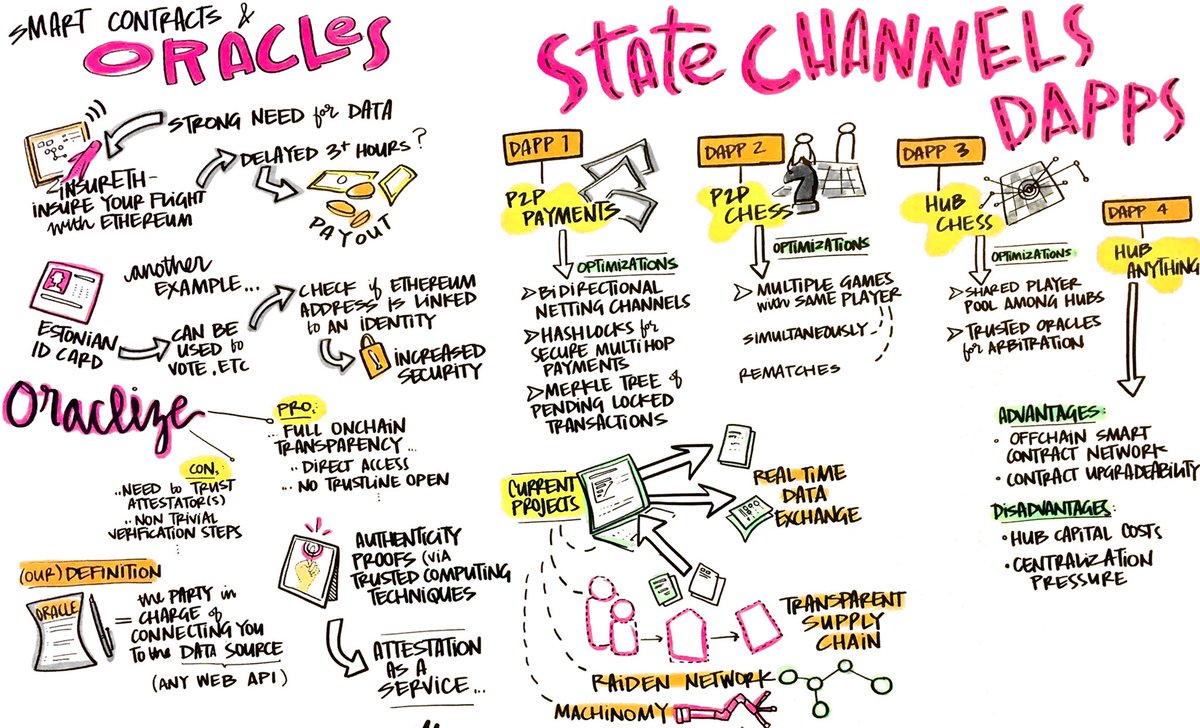 SMART CONTRACTS &
ORACLES
STRONG NEED for DATA
INSURETH-
INSURE YOUR FLIGHT
with ETHEREUM
DELAYED 3+ HOURS?
PAYOUT
another
EXAMPLE...
ESTONIAN
ID CARD
CAN BE
USED to
VOTE, ETC
CHECK if ETHEREUM
ADDRESS IS LINKED
to AN IDENTITY
INCREASED
SECURITY
Oraclize
PRO:
FULL ONCHAIN
TRANSPARENCY...
.. DIRECT ACCESS
... NO TRUSTLINE OPEN
CON:
...NEED to TRUST
ATTESTATOR(S)
.. NON TRIVIAL
VERIFICATION STEPS
(OUR) DEFINITION
ORACLE
= the PARTY in
CHARGE of
CONNECTING YOU
TO the DATA SOURCE
(ANY WEB API)
AUTHENTICITY
PROOFS (VIA
TRUSTED COMPUTING
TECHNIQUES
ATTESTATION
AS A
SERVICE...
STATE CHANNELS
DAPPS
DAPP 1
P2P
PAYMENTS
OPTIMIZATIONS
BIDIRECTIONAL
NETTING CHANNELS
HASHLOCKS for
SECURE MULTIHOP
PAYMENTS
MERKLE TREE of
PENDING LOCKED
TRANSACTIONS
DAPP 2
P2P
CHESS
OPTIMIZATIONS
MULTIPLE GAMES
with SAME PLAYER
SIMULTANEOUSLY
REMATCHES
DAPP 3
HUB
CHESS
OPTIMIZATIONS
SHARED PLAYER
POOL AMONG HUBS
TRUSTED ORACLES
for ARBITRATION
DAPP 4
HUB
ANYTHING
ADVANTAGES:
· OFFCHAIN SMART
CONTRACT NETWORK
· CONTRACT UPGRADEABILITY
DISADVANTAGES:
· HUB CAPITAL COSTS
· CENTRALIZATION
PRESSURE
CURRENT
PROJECTS
REAL TIME
DATA
EXCHANGE
TRANSPARENT
SUPPLY
CHAIN
RAIDEN NETWORK
MACHINOMY